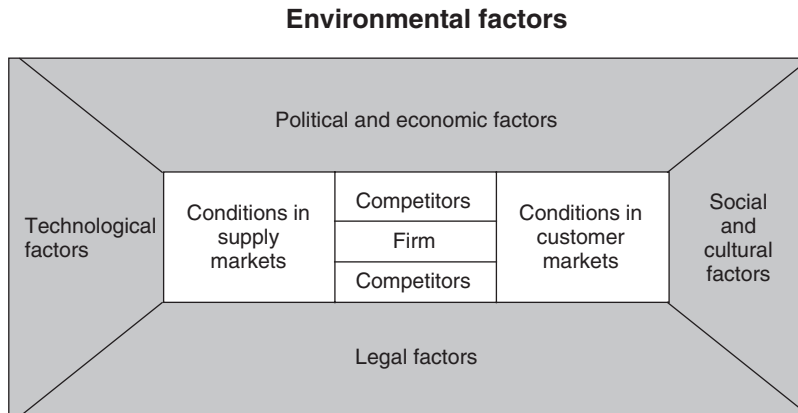 Environmental factors
Political and economic factors
Technological
factors
Conditions in
supply
markets
Competitors
Firm
Competitors
Conditions in
customer
markets
Social
and
cultural
factors
Legal factors